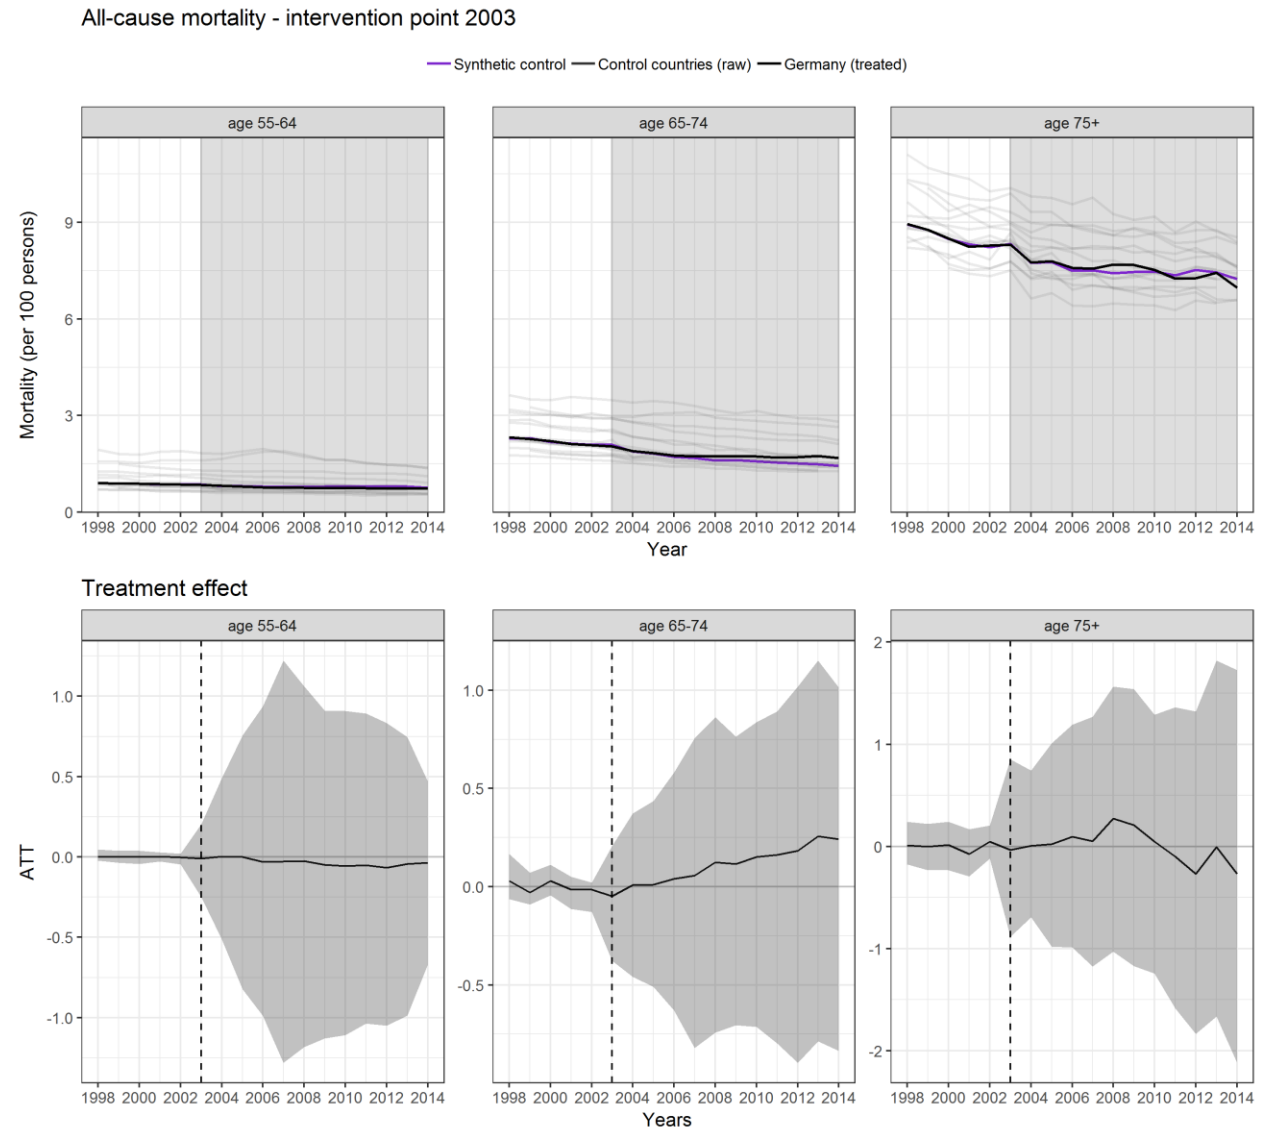 All-cause mortality - intervention point 2003
Synthetic control Control countries (raw) Germany (treated)
age 55-64 age 65-74 age 75+
Mortality (per 100 persons)
9
6
3
0
1998 2000 2002 2004 2006 2008 2010 2012 2014 1998 2000 2002 2004 2006 2008 2010 2012 2014 1998 2000 2002 2004 2006 2008 2010 2012 2014
Year
Treatment effect
age 55-64 age 65-74 age 75+
ATT
1.0
0.5
0.0
-0.5
-1.0
1.0
0.5
0.0
-0.5
2
1
0
-1
-2
1998 2000 2002 2004 2006 2008 2010 2012 2014 1998 2000 2002 2004 2006 2008 2010 2012 2014 1998 2000 2002 2004 2006 2008 2010 2012 2014
Years